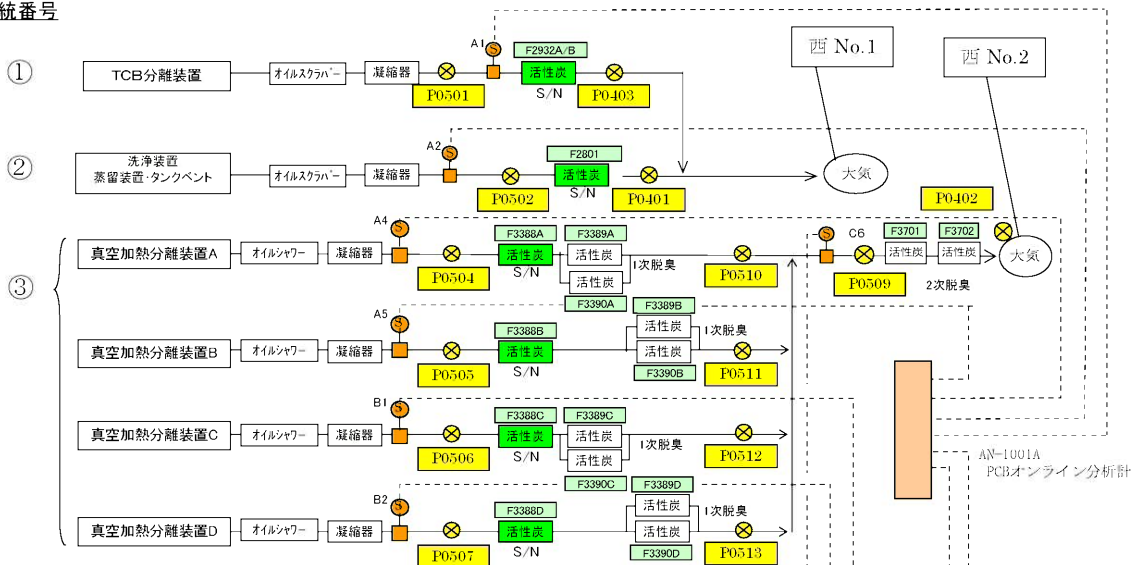 統番号
A1
F2932A/B
西 No.1
西 No.2
①
TCB分離装置
オイルスクラバー
凝縮器
S
活性炭
P0501
S/N
P0403
②
洗浄装置
蒸留装置・タンクベント
オイルスクラバー
凝縮器
A2
S
F2801
活性炭
P0502
S/N
P0401
大気
P0402
③
真空加熱分離装置A
オイルシャワー
凝縮器
A4
S
F3388A
F3389A
活性炭
活性炭
活性炭
1次脱臭
P0504
S/N
F3390A
P0510
S
C6
F3701
F3702
活性炭
活性炭
大気
P0509
2次脱臭
真空加熱分離装置B
オイルシャワー
凝縮器
A5
S
F3388B
F3389B
活性炭
活性炭
活性炭
1次脱臭
P0505
S/N
F3390B
P0511
真空加熱分離装置C
オイルシャワー
凝縮器
B1
S
F3388C
F3389C
活性炭
活性炭
活性炭
1次脱臭
P0506
S/N
F3390C
P0512
真空加熱分離装置D
オイルシャワー
凝縮器
B2
S
F3388D
F3389D
活性炭
活性炭
活性炭
1次脱臭
P0507
S/N
F3390D
P0513
AN-1001A
PCBオンライン分析計